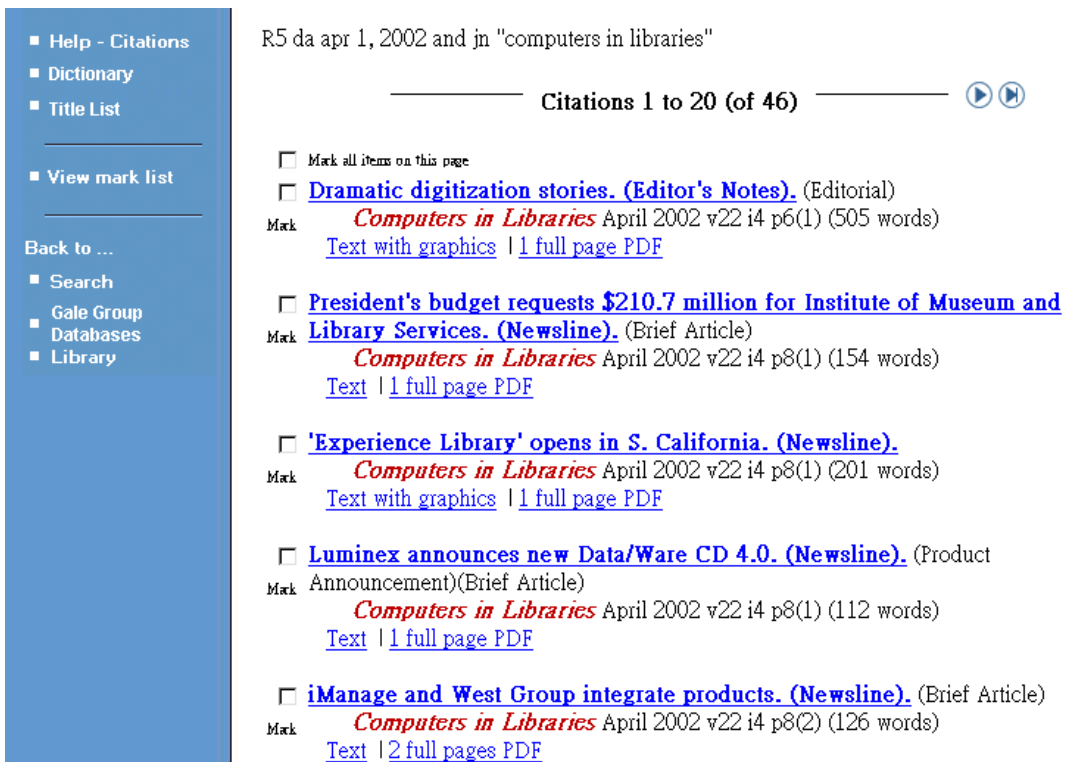 Help - Citations
Dictionary
Title List
View mark list
Back to ...
Search
Gale Group
Databases
Library
R5 da apr 1, 2002 and jn "computers in libraries"
Citations 1 to 20 (of 46)
Mark all items on this page
Dramatic digitization stories. (Editor's Notes). (Editorial)
Mark Computers in Libraries April 2002 v22 i4 p6(1) (505 words)
Text with graphics | 1 full page PDF
President's budget requests $210.7 million for Institute of Museum and
Mark Library Services. (Newsline). (Brief Article)
Computers in Libraries April 2002 v22 i4 p8(1) (154 words)
Text | 1 full page PDF
'Experience Library' opens in S. California. (Newsline).
Mark Computers in Libraries April 2002 v22 i4 p8(1) (201 words)
Text with graphics | 1 full page PDF
Luminex announces new Data/Ware CD 4.0. (Newsline). (Product
Mark Announcement)(Brief Article)
Computers in Libraries April 2002 v22 i4 p8(1) (112 words)
Text | 1 full page PDF
iManage and West Group integrate products. (Newsline). (Brief Article)
Mark Computers in Libraries April 2002 v22 i4 p8(2) (126 words)
Text | 2 full pages PDF